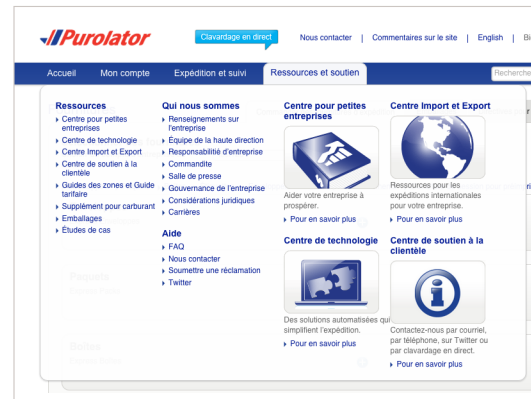 Purolator
Clavardage en direct
Nous contacter | Commentaires sur le site | English | Bi
Accueil Mon compte Expédition et suivi Ressources et soutien Recherche
Ressources
Centre pour petites
entreprises
Centre de technologie
Centre Import et Export
Centre de soutien à la
clientèle
Guides des zones et Guide
tarifaire
Supplément pour carburant
Emballages
Études de cas
Qui nous sommes
Renseignements sur
l'entreprise
Équipe de la haute direction
Responsabilité d'entreprise
Commandite
Salle de presse
Gouvernance de l'entreprise
Considérations juridiques
Carrières
Aide
FAQ
Nous contacter
Soumettre une réclamation
Twitter
Centre pour petites
entreprises
Aider votre entreprise à
prospérer.
Pour en savoir plus
Centre Import et Export
Ressources pour les
expéditions internationales
pour votre entreprise.
Pour en savoir plus
Centre de technologie
Des solutions automatisées qui
simplifient l'expédition.
Pour en savoir plus
Centre de soutien à la
clientèle
Contactez-nous par courriel,
par téléphone, sur Twitter ou
par clavardage en direct.
Pour en savoir plus